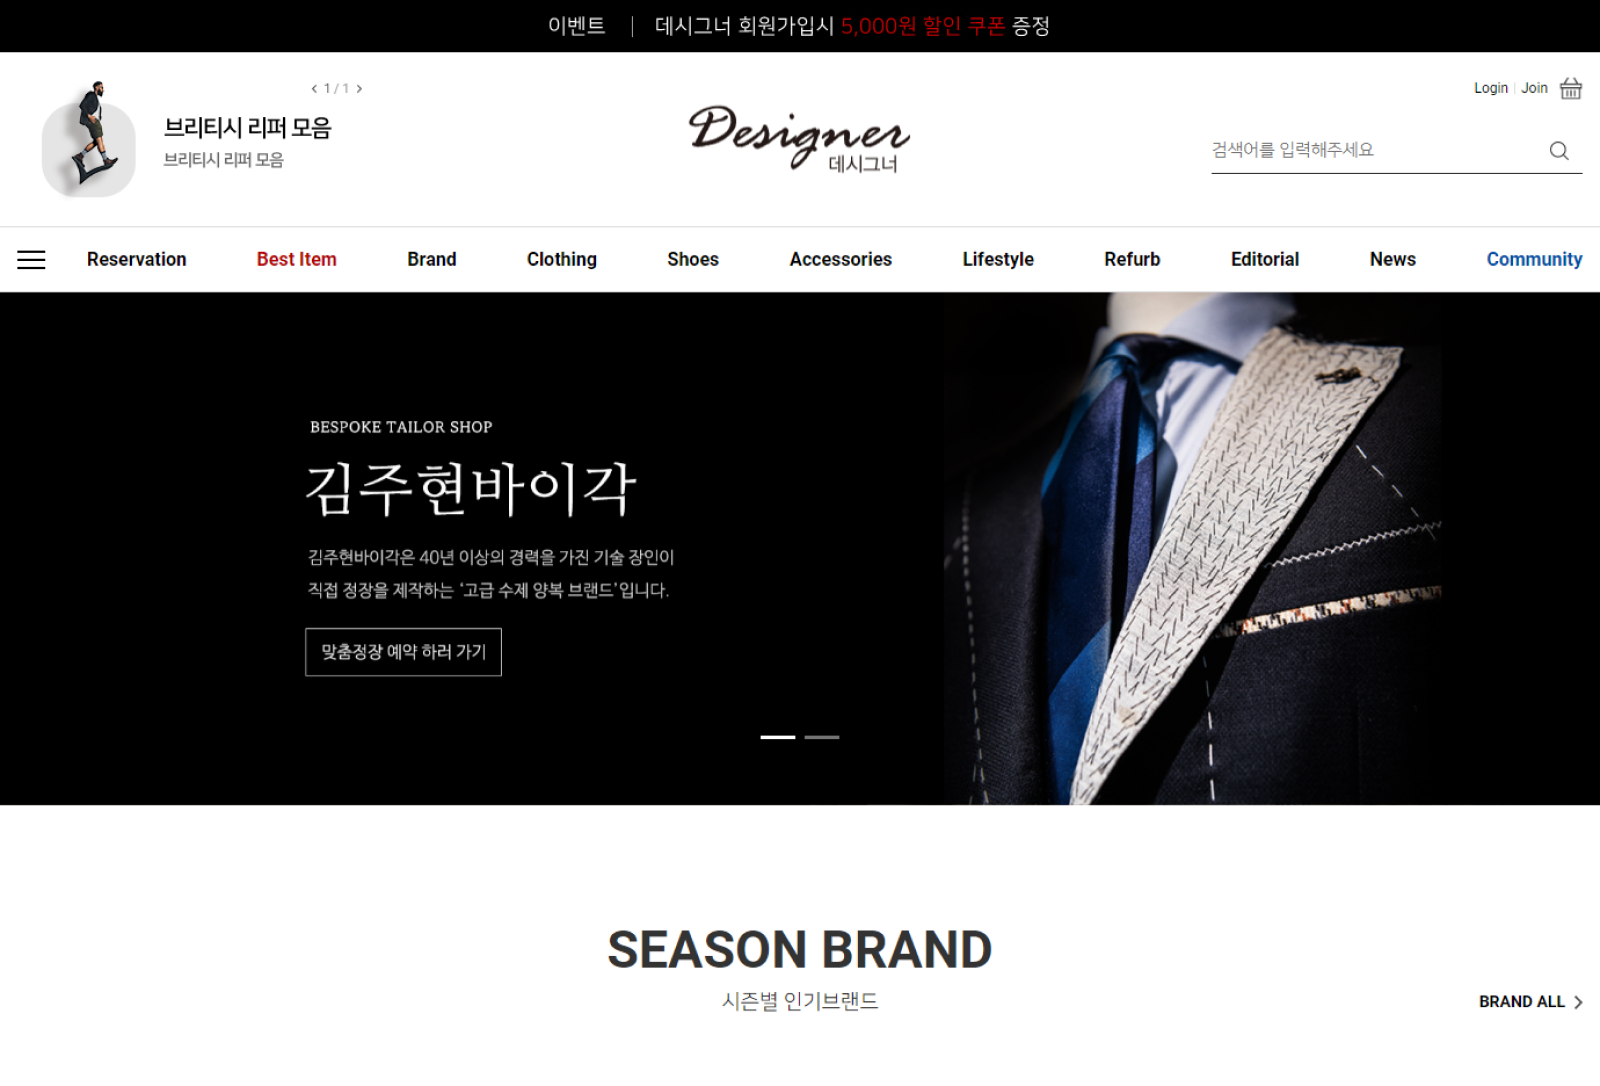 이벤트 | 데시그너 회원가입시 5,000원 할인 쿠폰 증정
< 1 / 1 >
브리티시 리퍼 모음
브리티시 리퍼 모음
Designer
데시그너
Login | Join
검색어를 입력해주세요
Reservation Best Item Brand Clothing Shoes Accessories Lifestyle Refurb Editorial News Community
BESPOKE TAILOR SHOP
김주현바이각
김주현바이각은 40년 이상의 경력을 가진 기술 장인이
직접 정장을 제작하는 ‘고급 수제 양복 브랜드’입니다.
맞춤정장 예약 하러 가기
SEASON BRAND
시즌별 인기브랜드
BRAND ALL >